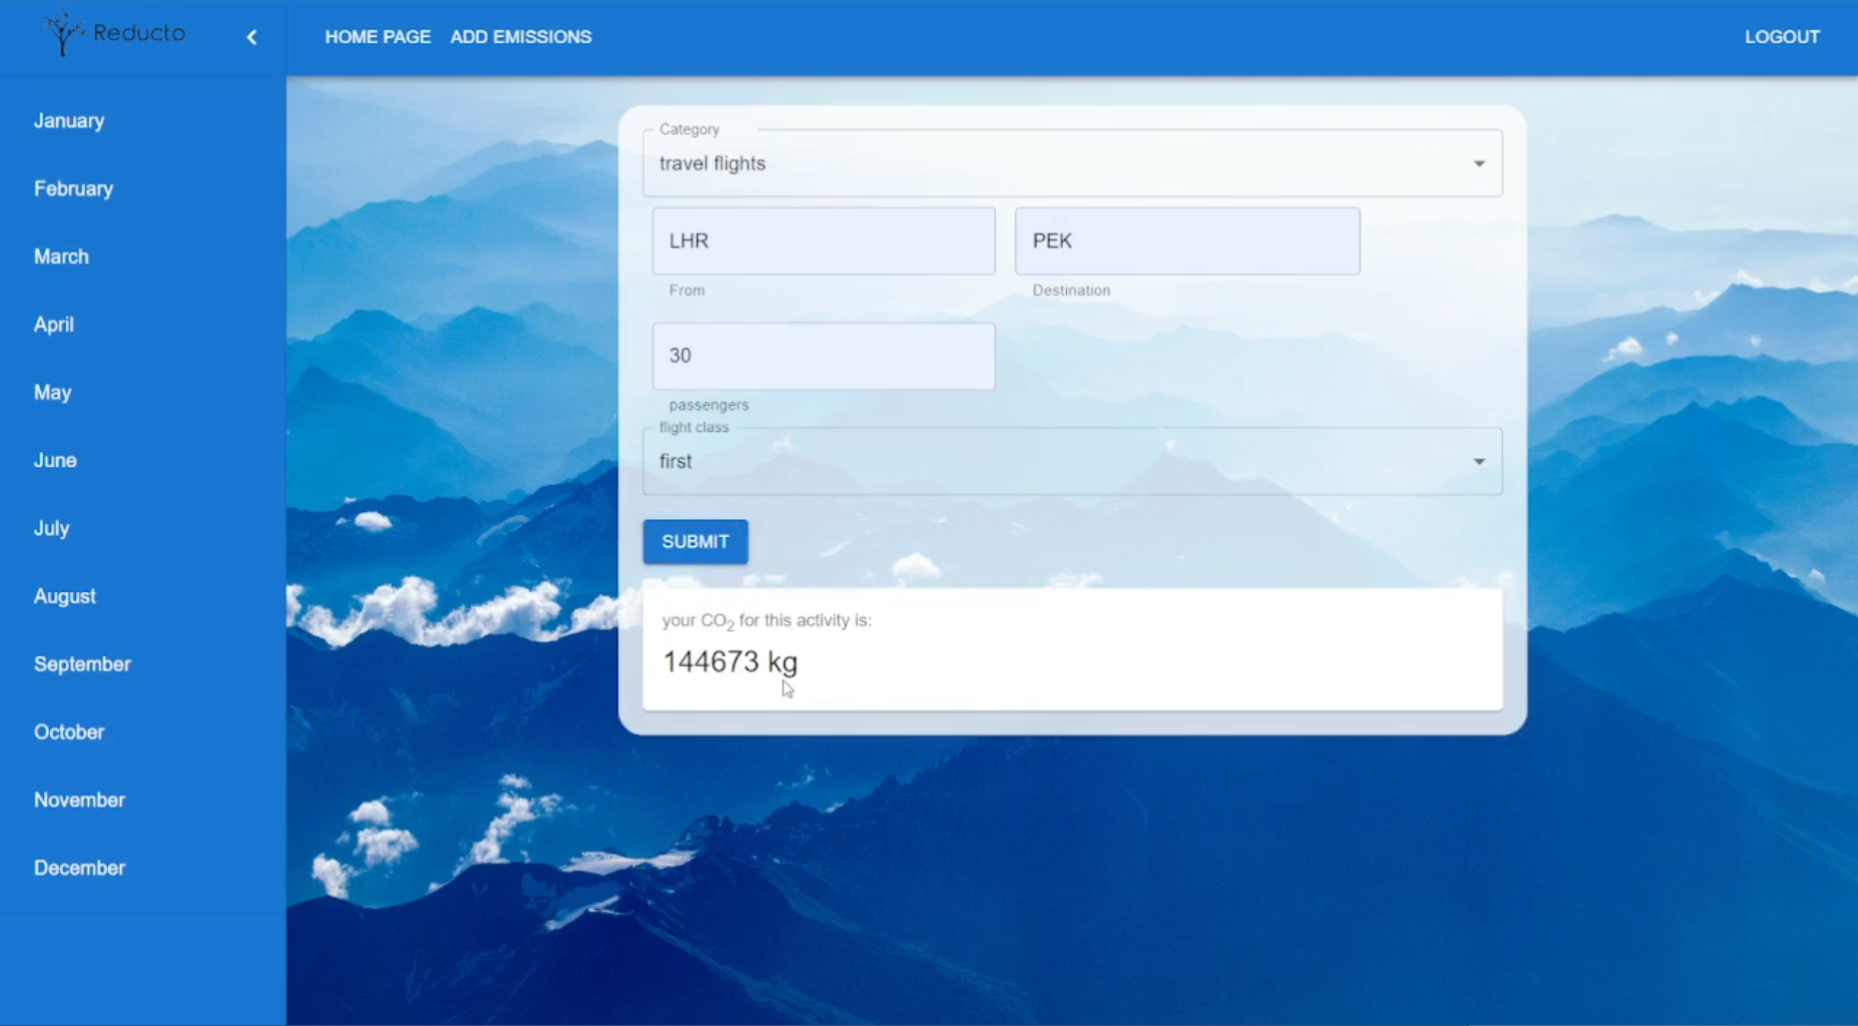 Reducto
HOME PAGE ADD EMISSIONS LOGOUT
January
February
March
April
May
June
July
August
September
October
November
December
Category
travel flights
LHR PEK
From Destination
30
passengers
flight class
first
SUBMIT
your CO₂ for this activity is:
144673 kg